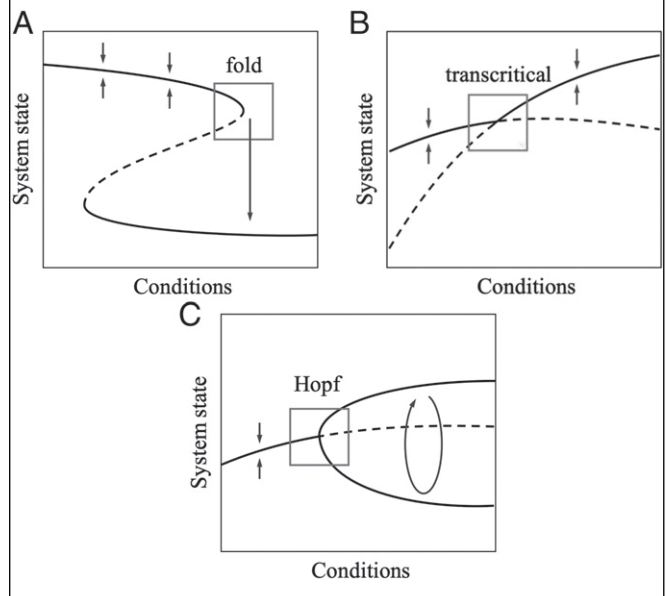 A
fold
System state
Conditions
B
transcritical
System state
Conditions
C
Hopf
System state
Conditions